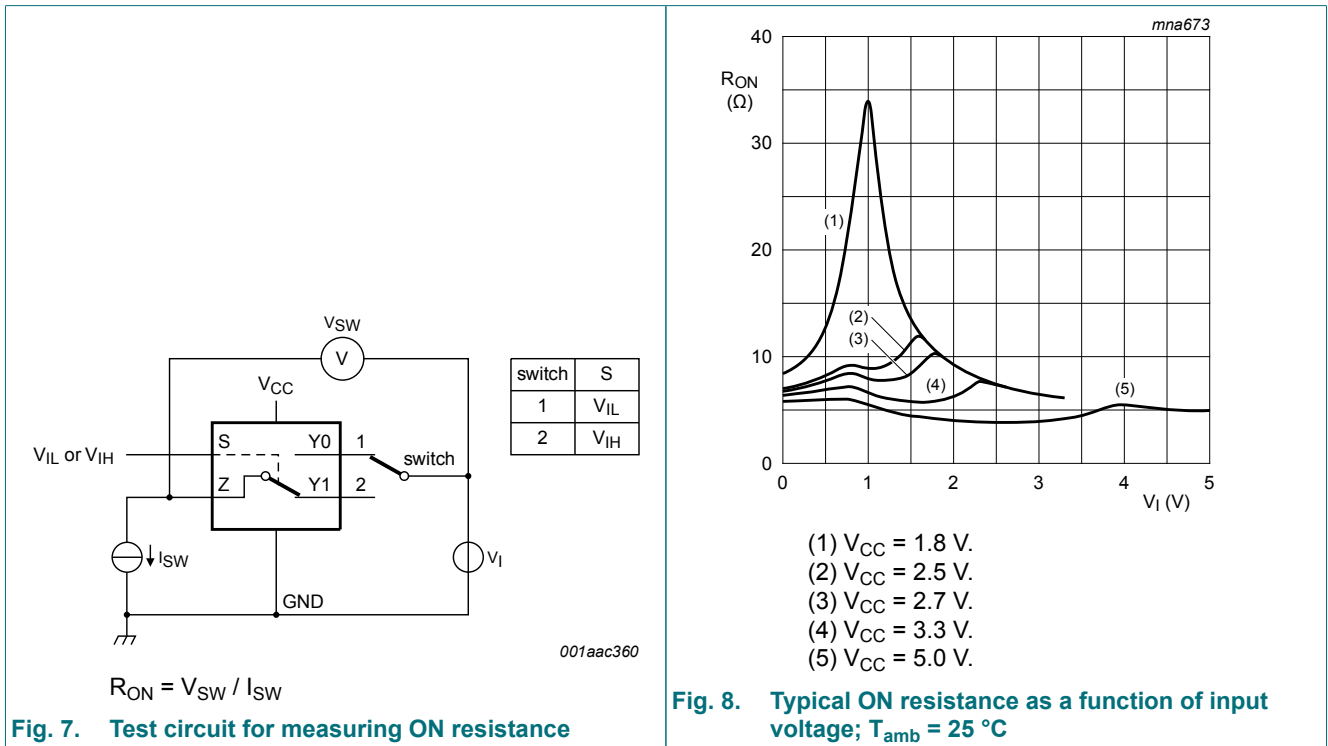 VSW
V
VCC
switch S
1 VIL
2 VIH
S Y0 1
VIL or VIH
switch
Z Y1 2
ISW
VI
GND
001aac360
RON = VSW / ISW
Fig. 7. Test circuit for measuring ON resistance
mna673
40
RON
(Ω)
30
(1)
20
(2)
(3)
10
(4)
(5)
0
0 1 2 3 4 5
VI (V)
(1) VCC = 1.8 V.
(2) VCC = 2.5 V.
(3) VCC = 2.7 V.
(4) VCC = 3.3 V.
(5) VCC = 5.0 V.
Fig. 8. Typical ON resistance as a function of input
voltage; Tamb = 25 °C